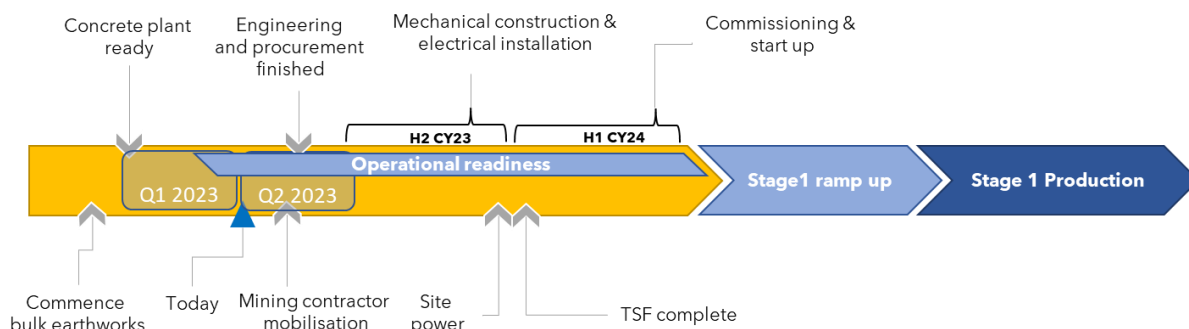 Concrete plant
ready
Engineering
and procurement
finished
Mechanical construction &
electrical installation
Commissioning &
start up
H2 CY23
H1 CY24
Operational readiness
Q1 2023
Q2 2023
Stage1 ramp up
Stage 1 Production
Commence
bulk earthworks
Today
Mining contractor
mobilisation
Site
power
TSF complete